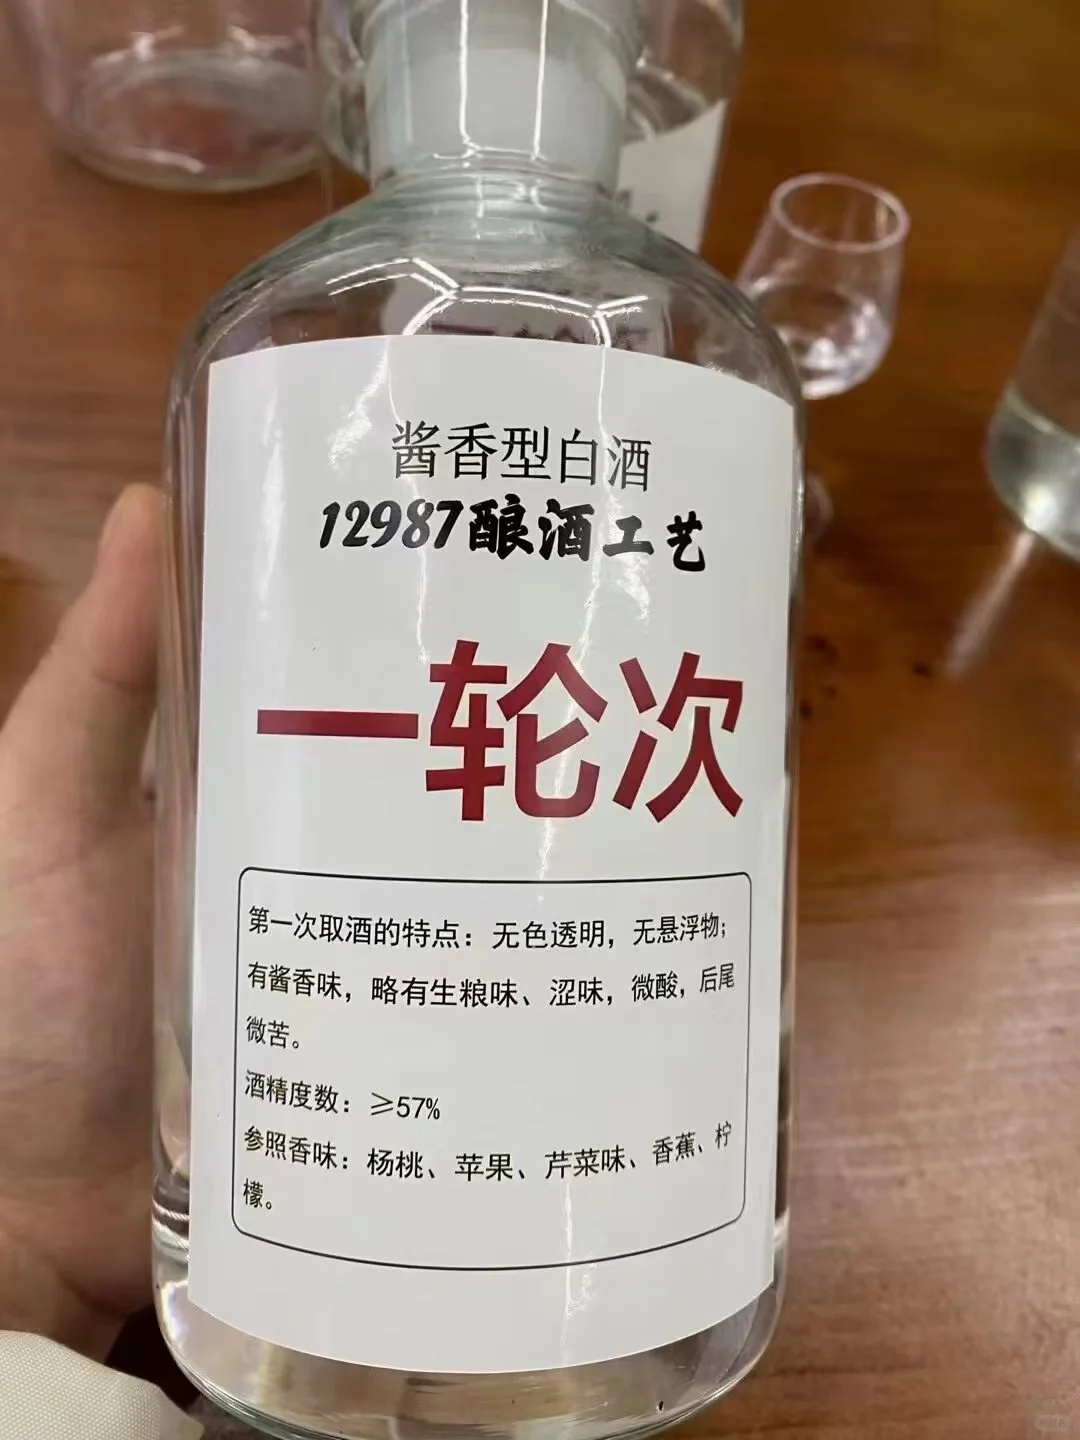 酱香型白酒
12987酿酒工艺
一轮次
第一次取酒的特点：无色透明，无悬浮物；
有酱香味，略有生粮味、涩味，微酸，后尾
微苦。
酒精度数：≥57%
参照香味：杨桃、苹果、芹菜味、香蕉、柠
檬。